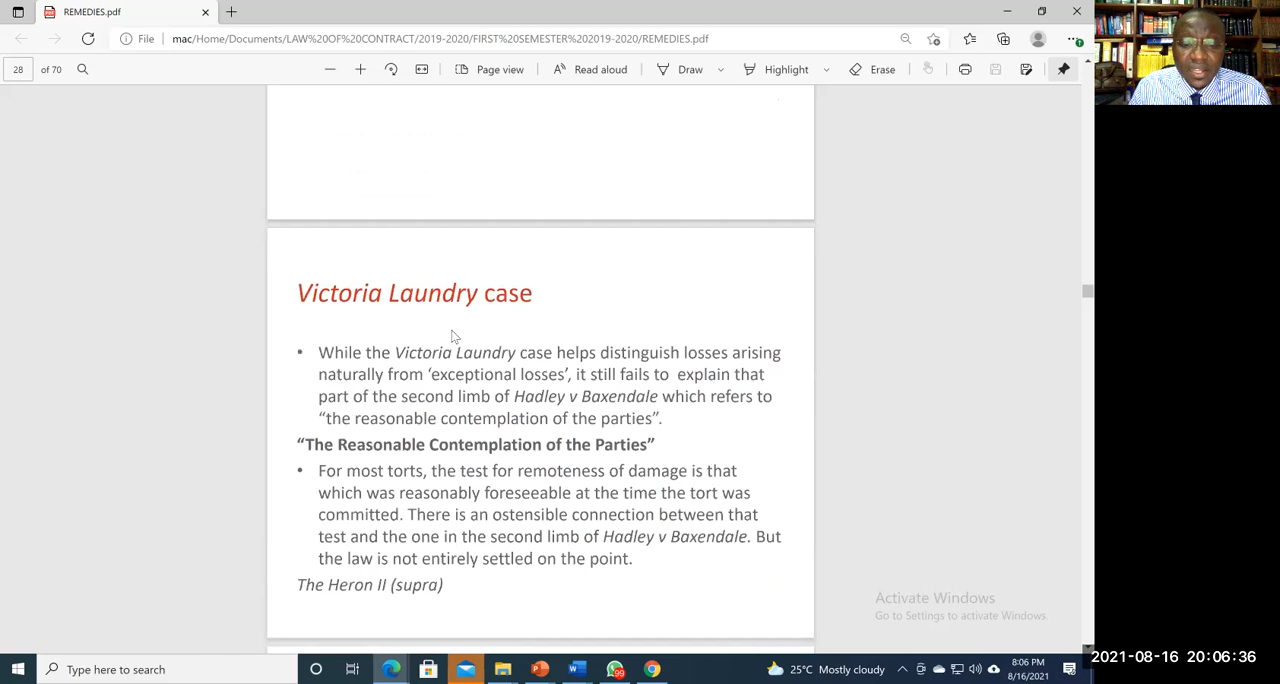 REMEDIES.pdf
File
mac/Home/Documents/LAW%20OF%20CONTRACT/2019-2020/FIRST%20SEMESTER%202019-2020/REMEDIES.pdf
28 of 70
Page view
Read aloud
Draw
Highlight
Erase
Victoria Laundry case
• While the Victoria Laundry case helps distinguish losses arising
naturally from ‘exceptional losses’, it still fails to explain that
part of the second limb of Hadley v Baxendale which refers to
“the reasonable contemplation of the parties”.
“The Reasonable Contemplation of the Parties”
• For most torts, the test for remoteness of damage is that
which was reasonably foreseeable at the time the tort was
committed. There is an ostensible connection between that
test and the one in the second limb of Hadley v Baxendale. But
the law is not entirely settled on the point.
The Heron II (supra)
Activate Windows
Go to Settings to activate Windows.
Type here to search
99
25°C Mostly cloudy
8:06 PM
8/16/2021
2021-08-16 20:06:36